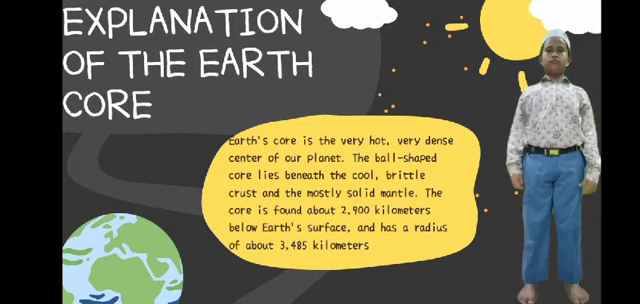 EXPLANATION
OF THE EARTH
CORE
Earth's core is the very hot, very dense
center of our planet. The ball-shaped
core lies beneath the cool, brittle
crust and the mostly solid mantle. The
core is found about 2,900 kilometers
below Earth's surface, and has a radius
of about 3,485 kilometers